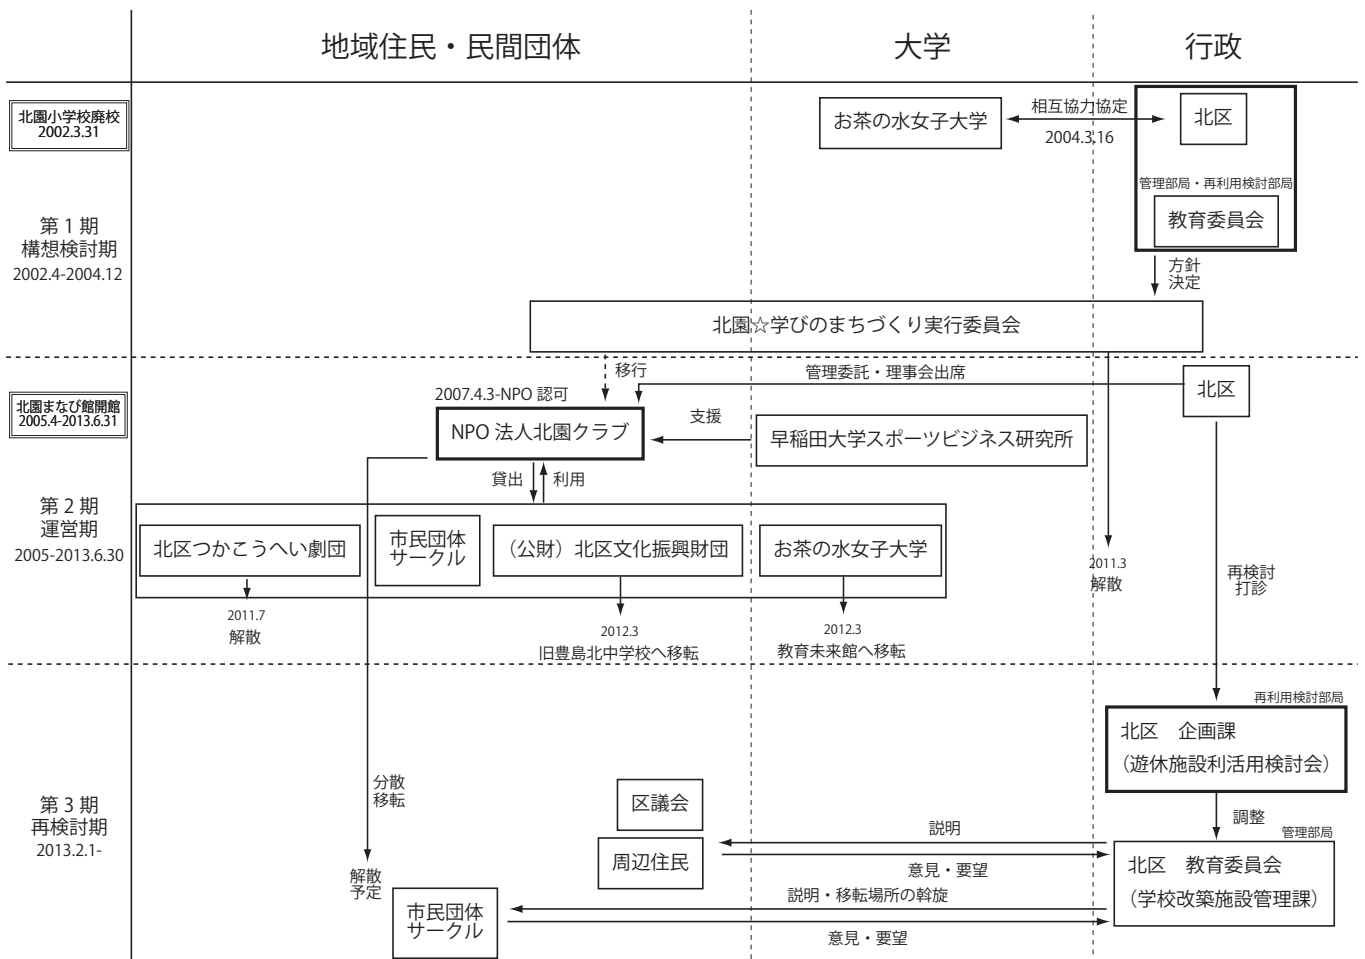 地域住民・民間団体
大学
行政
北園小学校廃校
2002.3.31
お茶の水女子大学
相互協力協定
2004.3.16
北区
管理部局・再利用検討部局
教育委員会
第 1 期
構想検討期
2002.4-2004.12
方針
決定
北園☆学びのまちづくり実行委員会
移行
管理委託・理事会出席
北区
北園まなび館開館
2005.4-2013.6.31
2007.4.3-NPO 認可
NPO 法人北園クラブ
支援
早稲田大学スポーツビジネス研究所
貸出
利用
第 2 期
運営期
2005-2013.6.30
北区つかこうへい劇団
市民団体
サークル
（公財）北区文化振興財団
お茶の水女子大学
2011.3
解散
再検討
打診
2011.7
解散
2012.3
旧豊島北中学校へ移転
2012.3
教育未来館へ移転
再利用検討部局
北区　企画課
（遊休施設利活用検討会）
分散
移転
区議会
調整
第 3 期
再検討期
2013.2.1-
説明
管理部局
周辺住民
意見・要望
北区　教育委員会
（学校改築施設管理課）
解散
予定
説明・移転場所の斡旋
市民団体
サークル
意見・要望